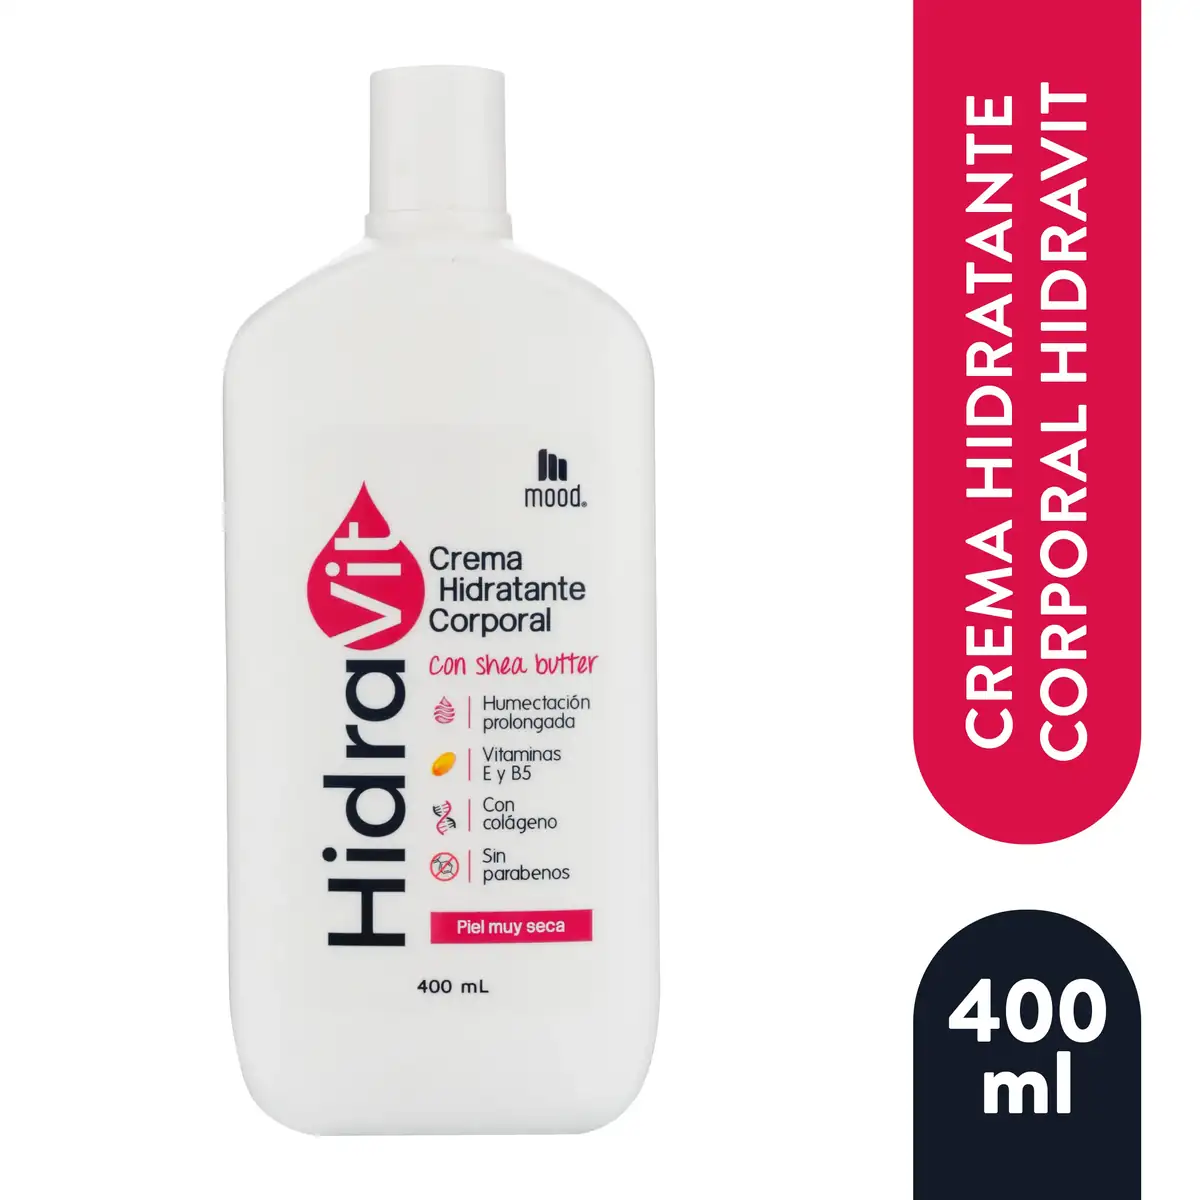 mood®
HidraVit
Crema
Hidratante
Corporal
con shea butter
Humectación
prolongada
Vitaminas
E y B5
Con
colágeno
Sin
parabenos
Piel muy seca
400 mL
CREMA HIDRATANTE
CORPORAL HIDRAVIT
400
ml